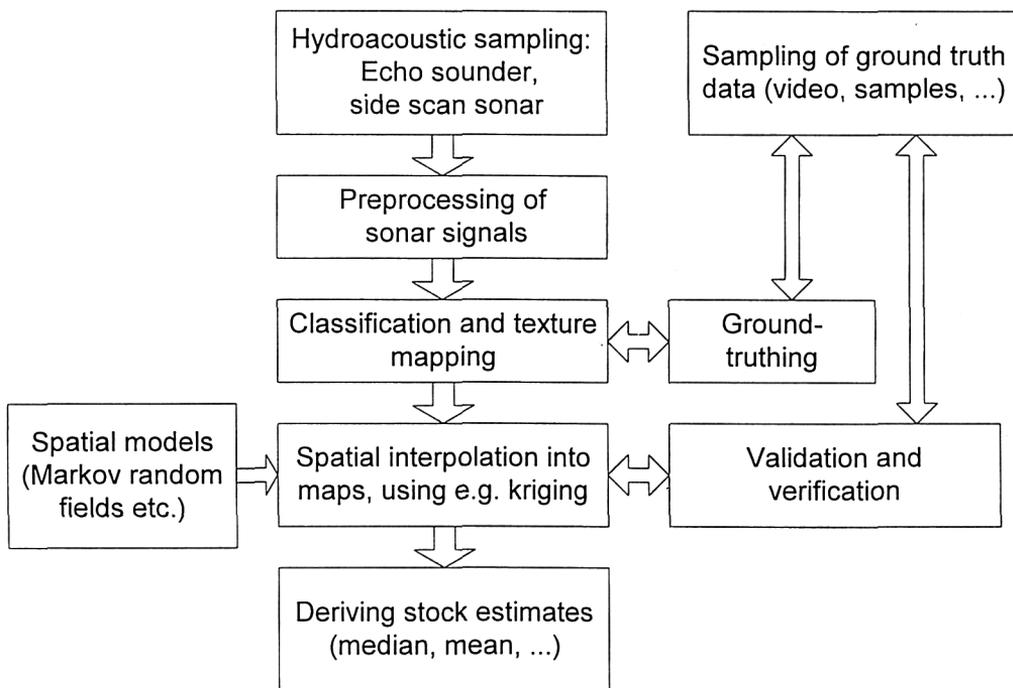 Hydroacoustic sampling:
Echo sounder,
side scan sonar
Sampling of ground truth
data (video, samples, ...)
Preprocessing of
sonar signals
Classification and texture
mapping
Ground-
truthing
Spatial models
(Markov random
fields etc.)
Spatial interpolation into
maps, using e.g. kriging
Validation and
verification
Deriving stock estimates
(median, mean, ...)